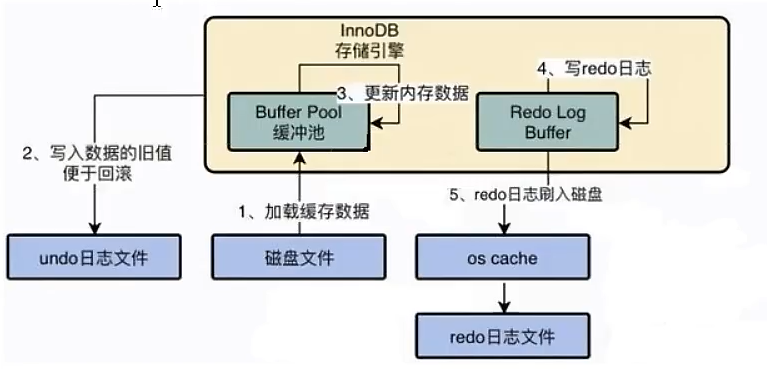 InnoDB
存储引擎
4、写redo日志
3、更新内存数据
Buffer Pool
缓冲池
Redo Log
Buffer
2、写入数据的旧值
便于回滚
1、加载缓存数据
5、redo日志刷入磁盘
undo日志文件
磁盘文件
os cache
redo日志文件